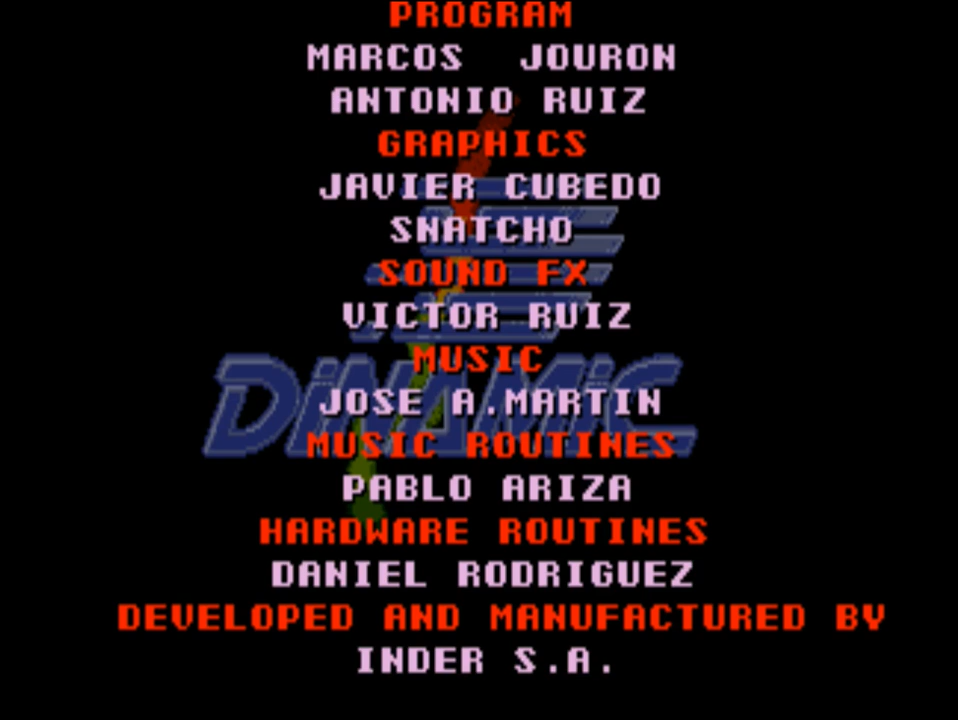 PROGRAM
MARCOS JOURON
ANTONIO RUIZ
GRAPHICS
JAVIER CUBEDO
SNATCHO
SOUND FX
VICTOR RUIZ
MUSIC
DINAMIC
JOSE A.MARTIN
MUSIC ROUTINES
PABLO ARIZA
HARDWARE ROUTINES
DANIEL RODRIGUEZ
DEVELOPED AND MANUFACTURED BY
INDER S.A.